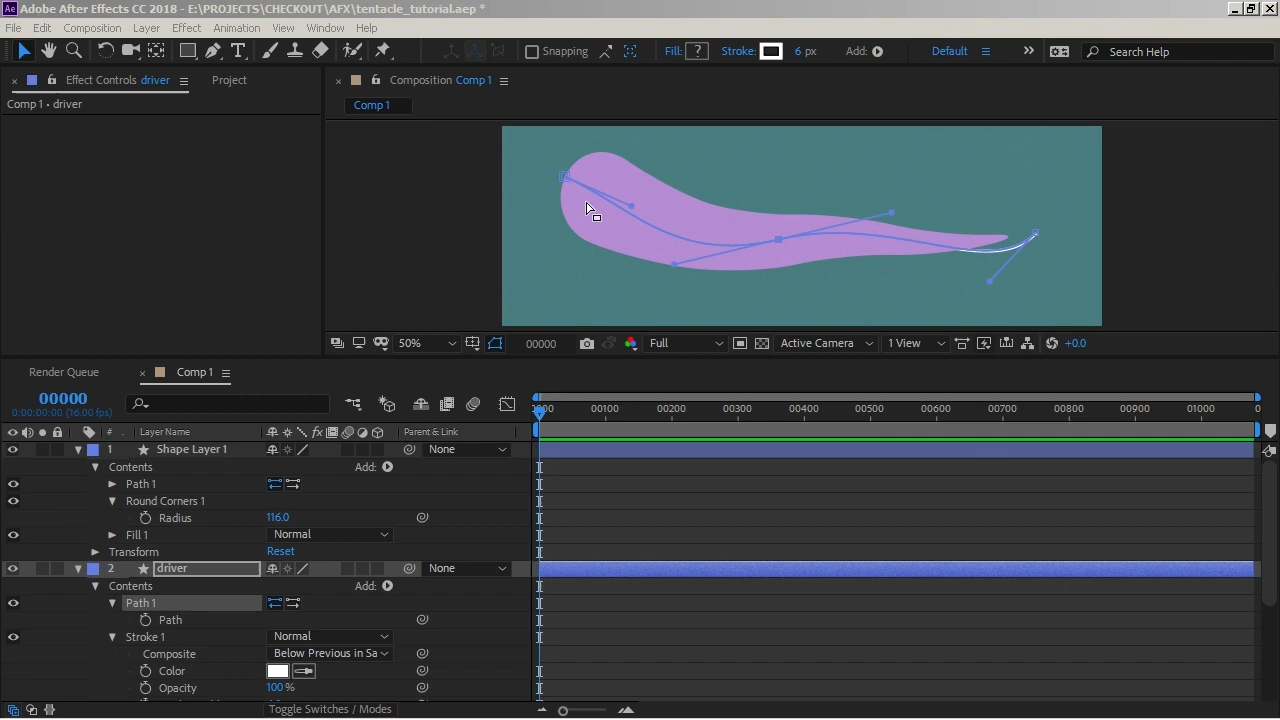 Adobe After Effects CC 2018 - E:\PROJECTS\CHECKOUT\AFX\tentacle_tutorial.aep *
File Edit Composition Layer Effect Animation View Window Help
Snapping Fill: ? Stroke: 6 px Add: Default Search Help
Effect Controls driver Project Composition Comp 1
Comp 1 • driver
Comp 1
50% 00000 Full Active Camera 1 View +0.0
Render Queue Comp 1
00000
0:00:00:00 (16.00 fps)
0000 00100 00200 00300 00400 00500 00600 00700 00800 00900 01000 0
# Layer Name fx Parent & Link
1 Shape Layer 1 None
Contents Add:
Path 1
Round Corners 1
Radius 116.0
Fill 1 Normal
Transform Reset
2 driver None
Contents Add:
Path 1
Path
Stroke 1 Normal
Composite Below Previous in Sa
Color
Opacity 100 %
Toggle Switches / Modes